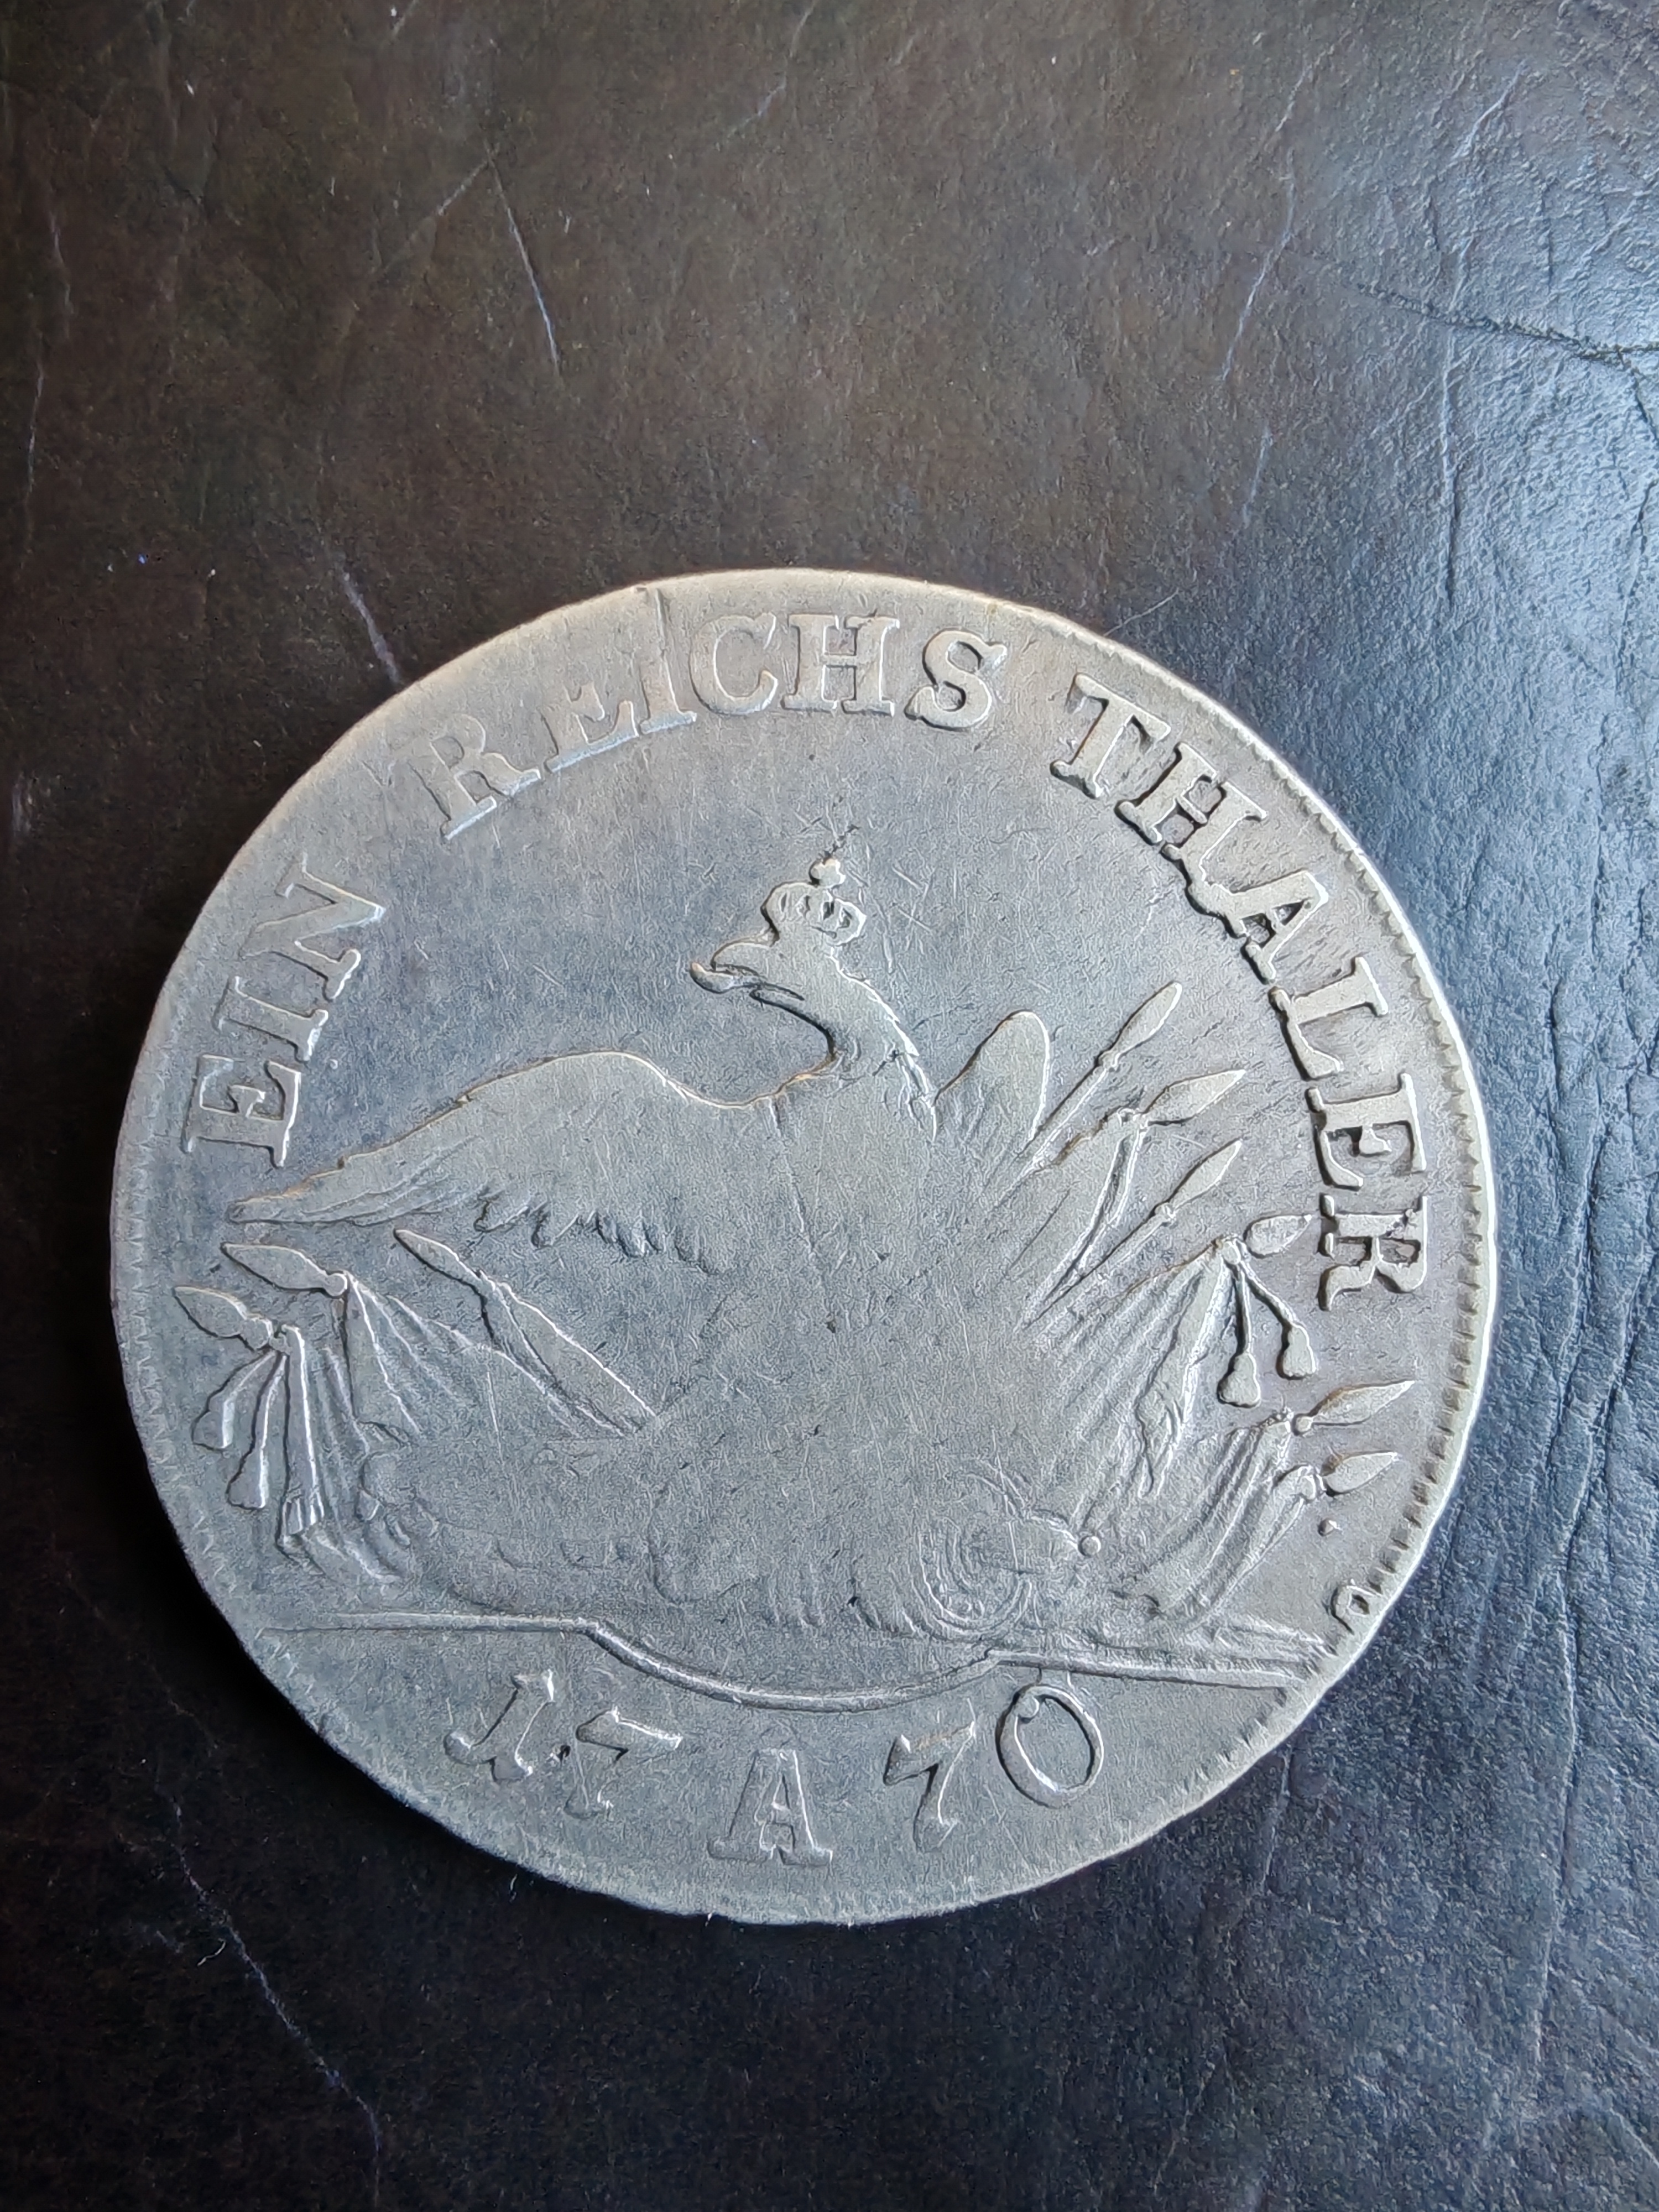 EIN REICHS THALER
17 A 70